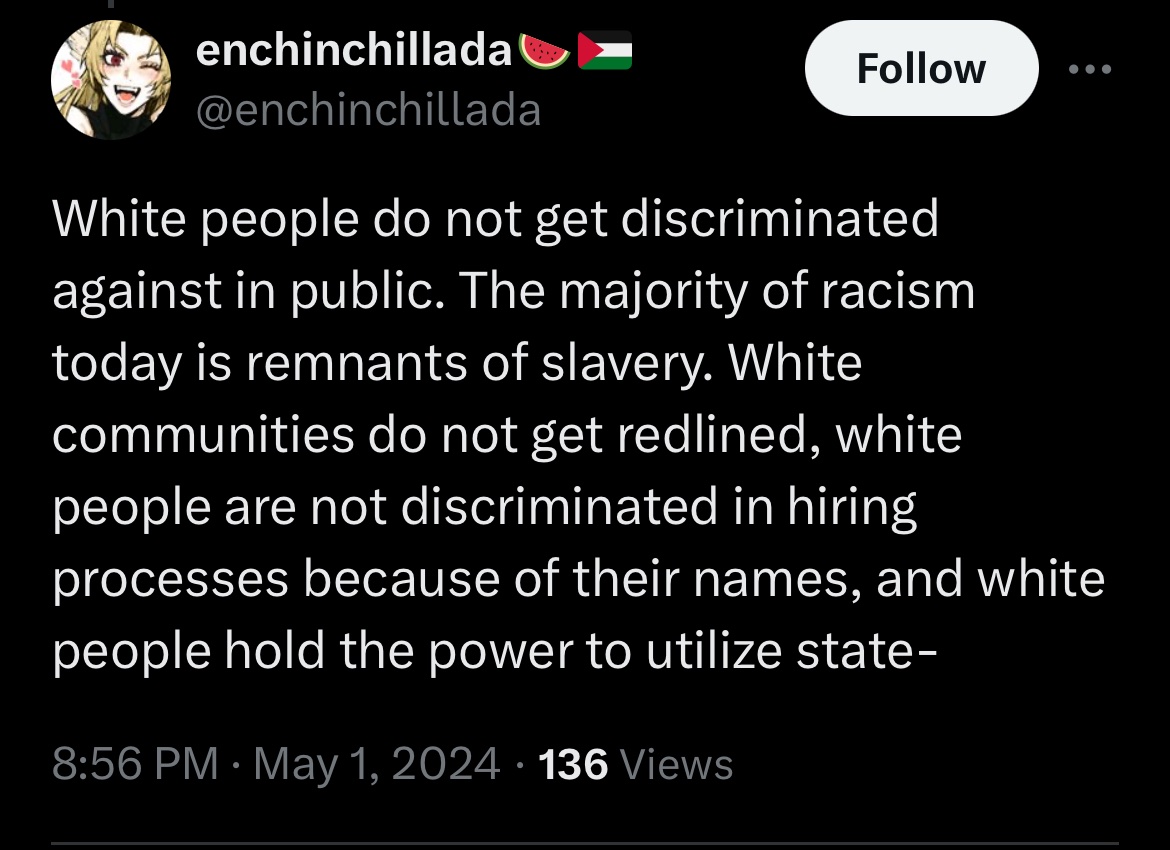 enchinchillada🍉🇵🇸
Follow
@enchinchillada
White people do not get discriminated
against in public. The majority of racism
today is remnants of slavery. White
communities do not get redlined, white
people are not discriminated in hiring
processes because of their names, and white
people hold the power to utilize state-
8:56 PM · May 1, 2024 · 136 Views